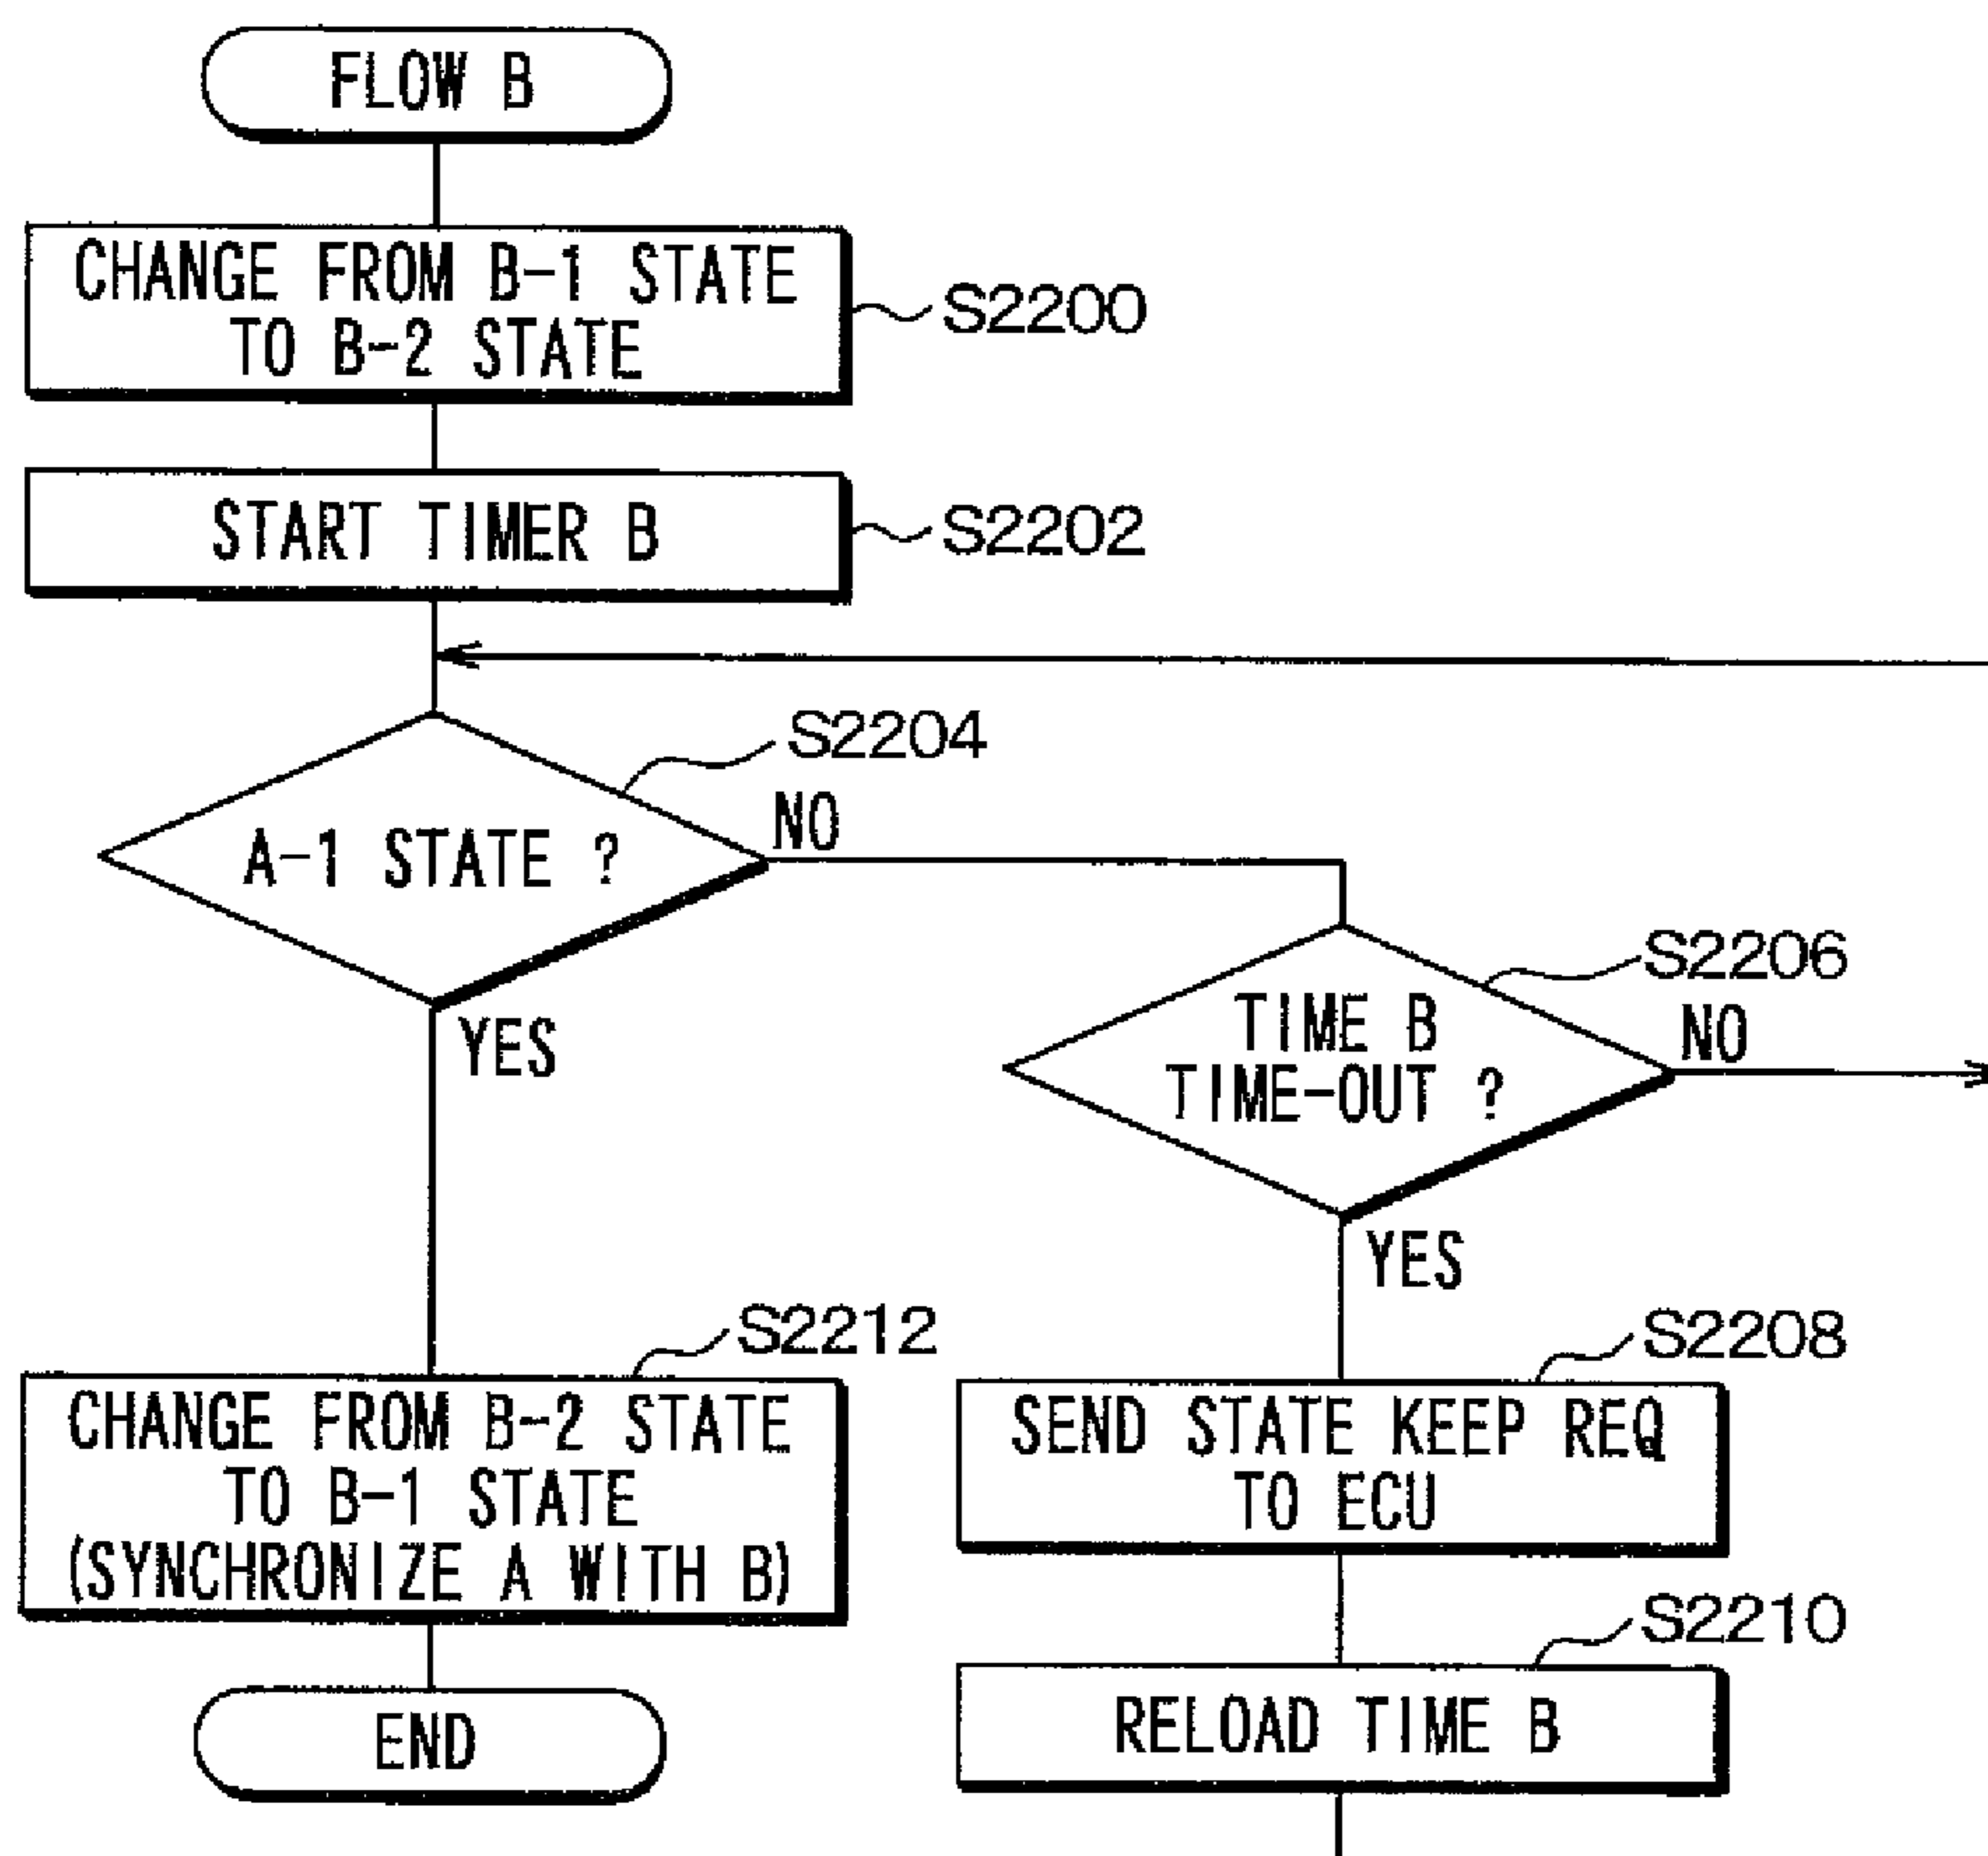 FLOW B
CHANGE FROM B-1 STATE
TO B-2 STATE
S2200
START TIMER B
S2202
S2204
A-1 STATE ?
NO
YES
S2206
TIME B
TIME-OUT ?
NO
YES
S2212
CHANGE FROM B-2 STATE
TO B-1 STATE
(SYNCHRONIZE A WITH B)
S2208
SEND STATE KEEP REQ
TO ECU
S2210
RELOAD TIME B
END